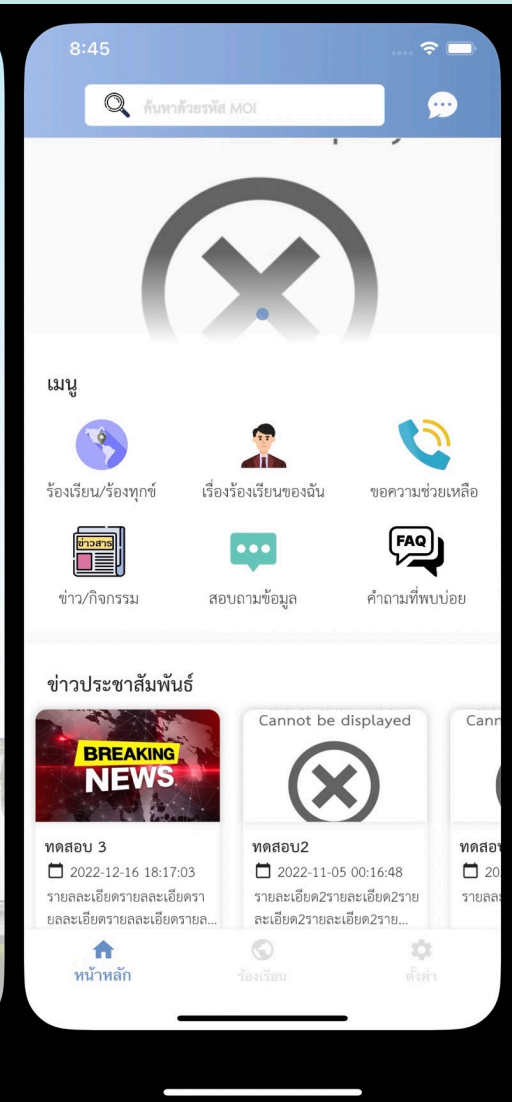 8:45
ค้นหาด้วยรหัส MOI
เมนู
ร้องเรียน/ร้องทุกข์
เรื่องร้องเรียนของฉัน
ขอความช่วยเหลือ
ข่าวสาร
FAQ
ข่าว/กิจกรรม
สอบถามข้อมูล
คำถามที่พบบ่อย
ข่าวประชาสัมพันธ์
BREAKING
NEWS
ทดสอบ 3
2022-12-16 18:17:03
รายลละเอียดรายลละเอียดรา
ยลละเอียดรายลละเอียดรายล...
Cannot be displayed
ทดสอบ2
2022-11-05 00:16:48
รายละเอียด2รายละเอียด2ราย
ละเอียด2รายละเอียด2ราย...
หน้าหลัก
ร้องเรียน
ตั้งค่า